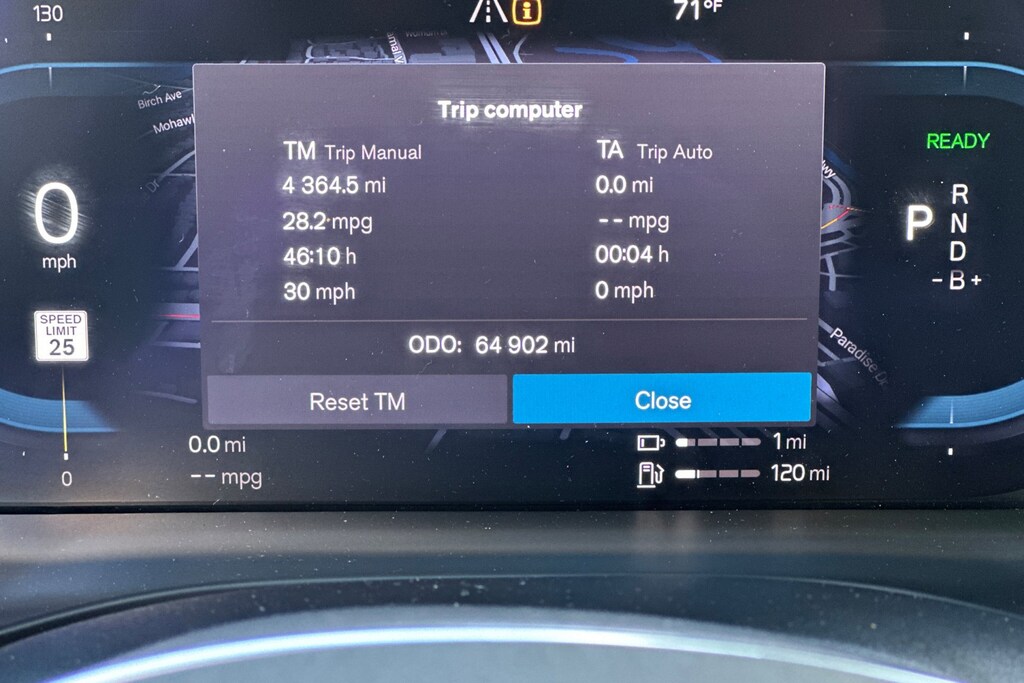 130
71°F
Birch Ave
Mohawk
Trip computer
TM Trip Manual
TA Trip Auto
4 364.5 mi
0.0 mi
28.2 mpg
-- mpg
46:10 h
00:04 h
30 mph
0 mph
ODO: 64 902 mi
Reset TM
Close
0
mph
SPEED
LIMIT
25
READY
P
R
N
D
- B +
Paradise Dr
Dr
0.0 mi
-- mpg
1 mi
120 mi
0